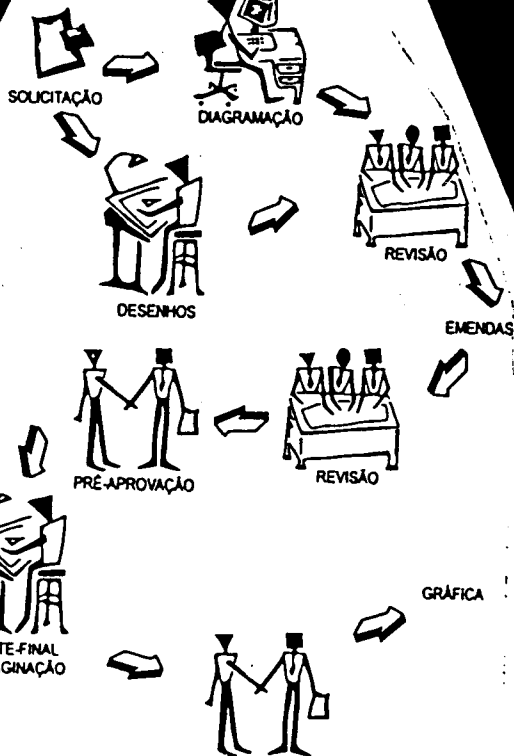 SOLICITAÇÃO
DIAGRAMAÇÃO
DESENHOS
REVISÃO
EMENDAS
REVISÃO
PRÉ-APROVAÇÃO
TE-FINAL
GINAÇÃO
GRÁFICA